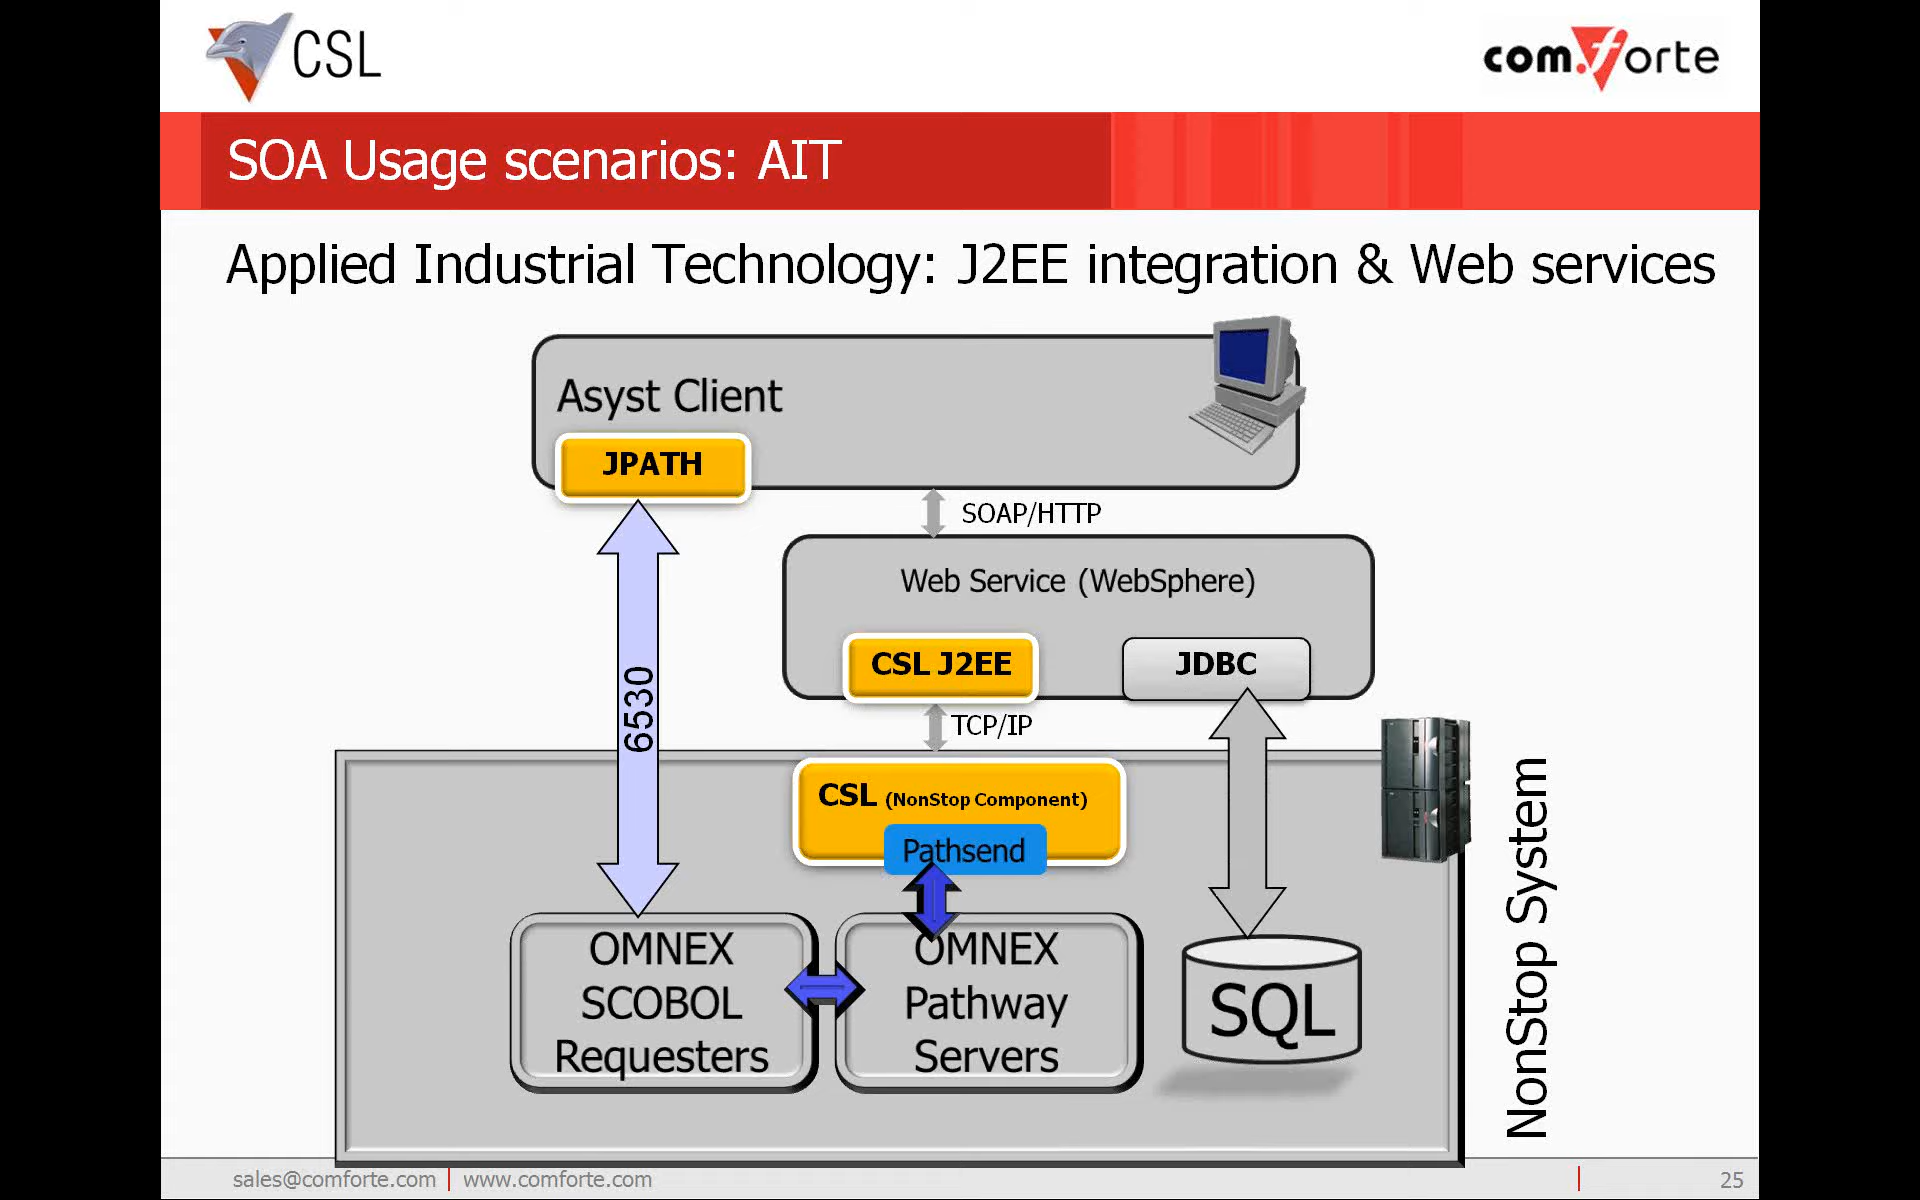 CSL
com.forte
SOA Usage scenarios: AIT
Applied Industrial Technology: J2EE integration & Web services
Asyst Client
JPATH
SOAP/HTTP
Web Service (WebSphere)
CSL J2EE
JDBC
6530
TCP/IP
CSL (NonStop Component)
Pathsend
OMNEX
SCOBOL
Requesters
OMNEX
Pathway
Servers
SQL
NonStop System
sales@comforte.com | www.comforte.com
25